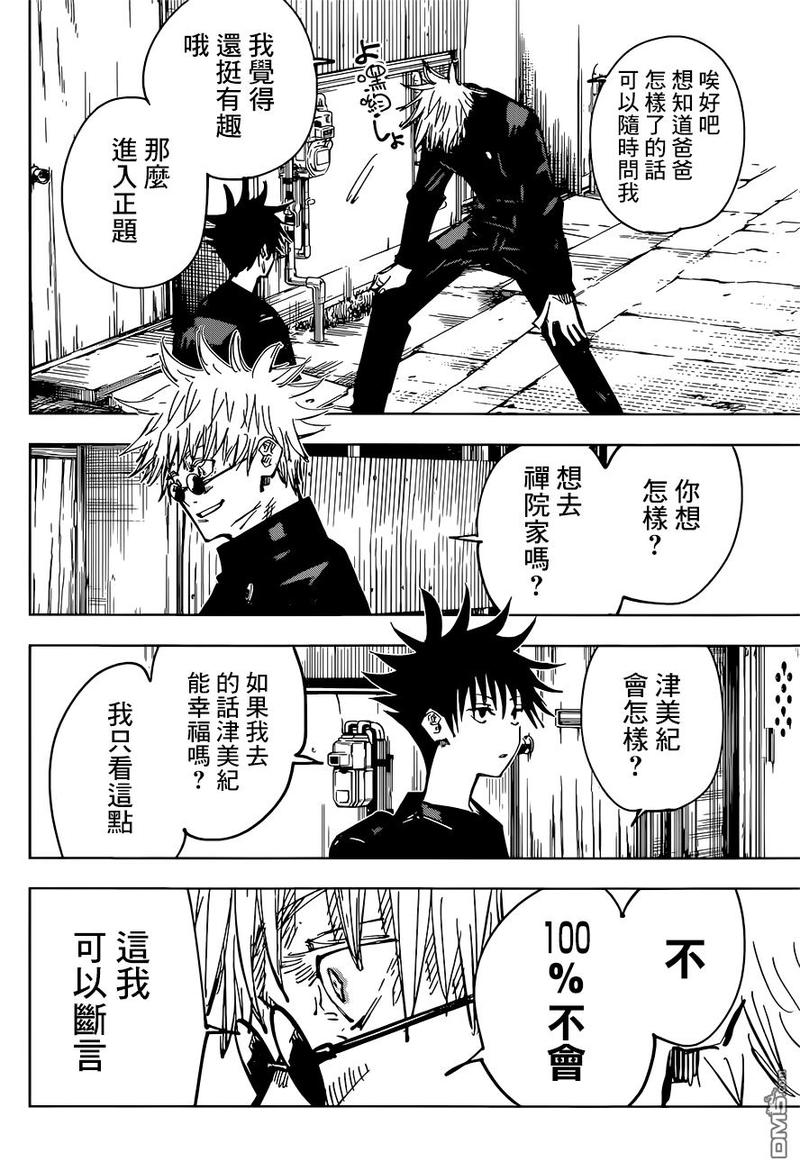 唉好吧
想知道爸爸
怎樣了的話
可以隨時問我
よ
っ
しょ
我覺得
還挺有趣
哦
那麼
進入正題
你想
怎樣？
想去
禪院家嗎？
津美紀
會怎樣？
如果我去
的話津美紀
能幸福嗎？
我只看這點
不
100
%不會
這我
可以斷言
DM5.com